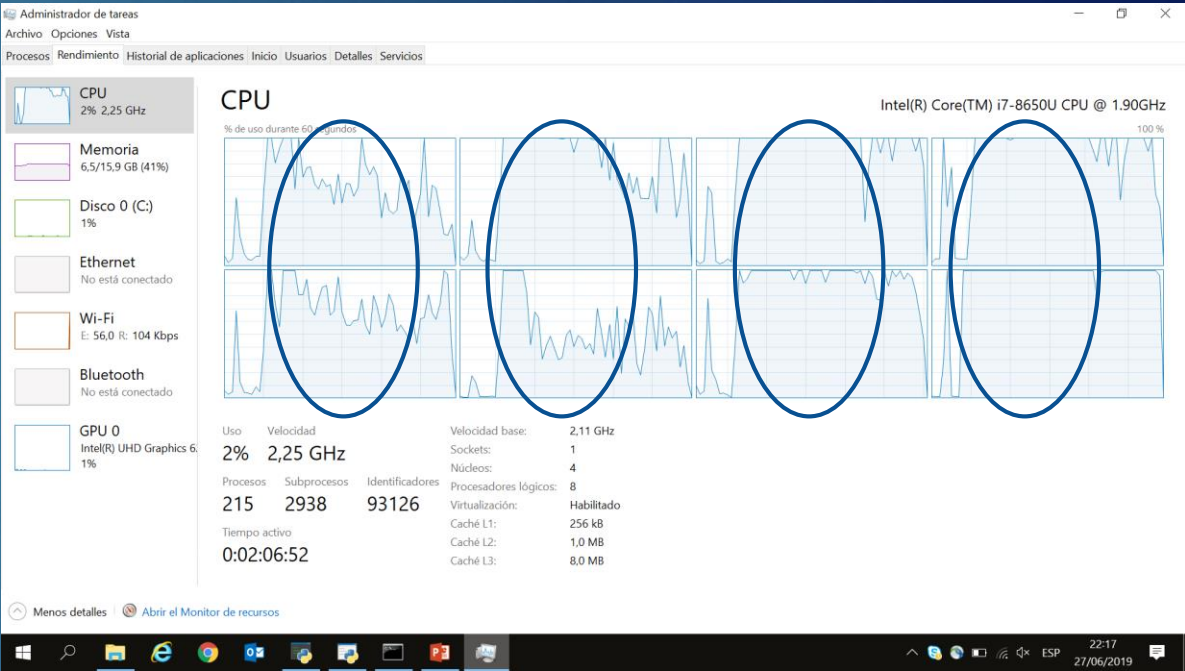 Administrador de tareas
Archivo Opciones Vista
Procesos Rendimiento Historial de aplicaciones Inicio Usuarios Detalles Servicios
CPU
2% 2,25 GHz
Memoria
6,5/15,9 GB (41%)
Disco 0 (C:)
1%
Ethernet
No está conectado
Wi-Fi
E: 56,0 R: 104 Kbps
Bluetooth
No está conectado
GPU 0
Intel(R) UHD Graphics 6.
1%
CPU
Intel(R) Core(TM) i7-8650U CPU @ 1.90GHz
% de uso durante 60 segundos
100 %
Uso Velocidad
2% 2,25 GHz
Procesos Subprocesos Identificadores
215 2938 93126
Tiempo activo
0:02:06:52
Velocidad base: 2,11 GHz
Sockets: 1
Núcleos: 4
Procesadores lógicos: 8
Virtualización: Habilitado
Caché L1: 256 kB
Caché L2: 1,0 MB
Caché L3: 8,0 MB
Menos detalles Abrir el Monitor de recursos
ESP
22:17
27/06/2019